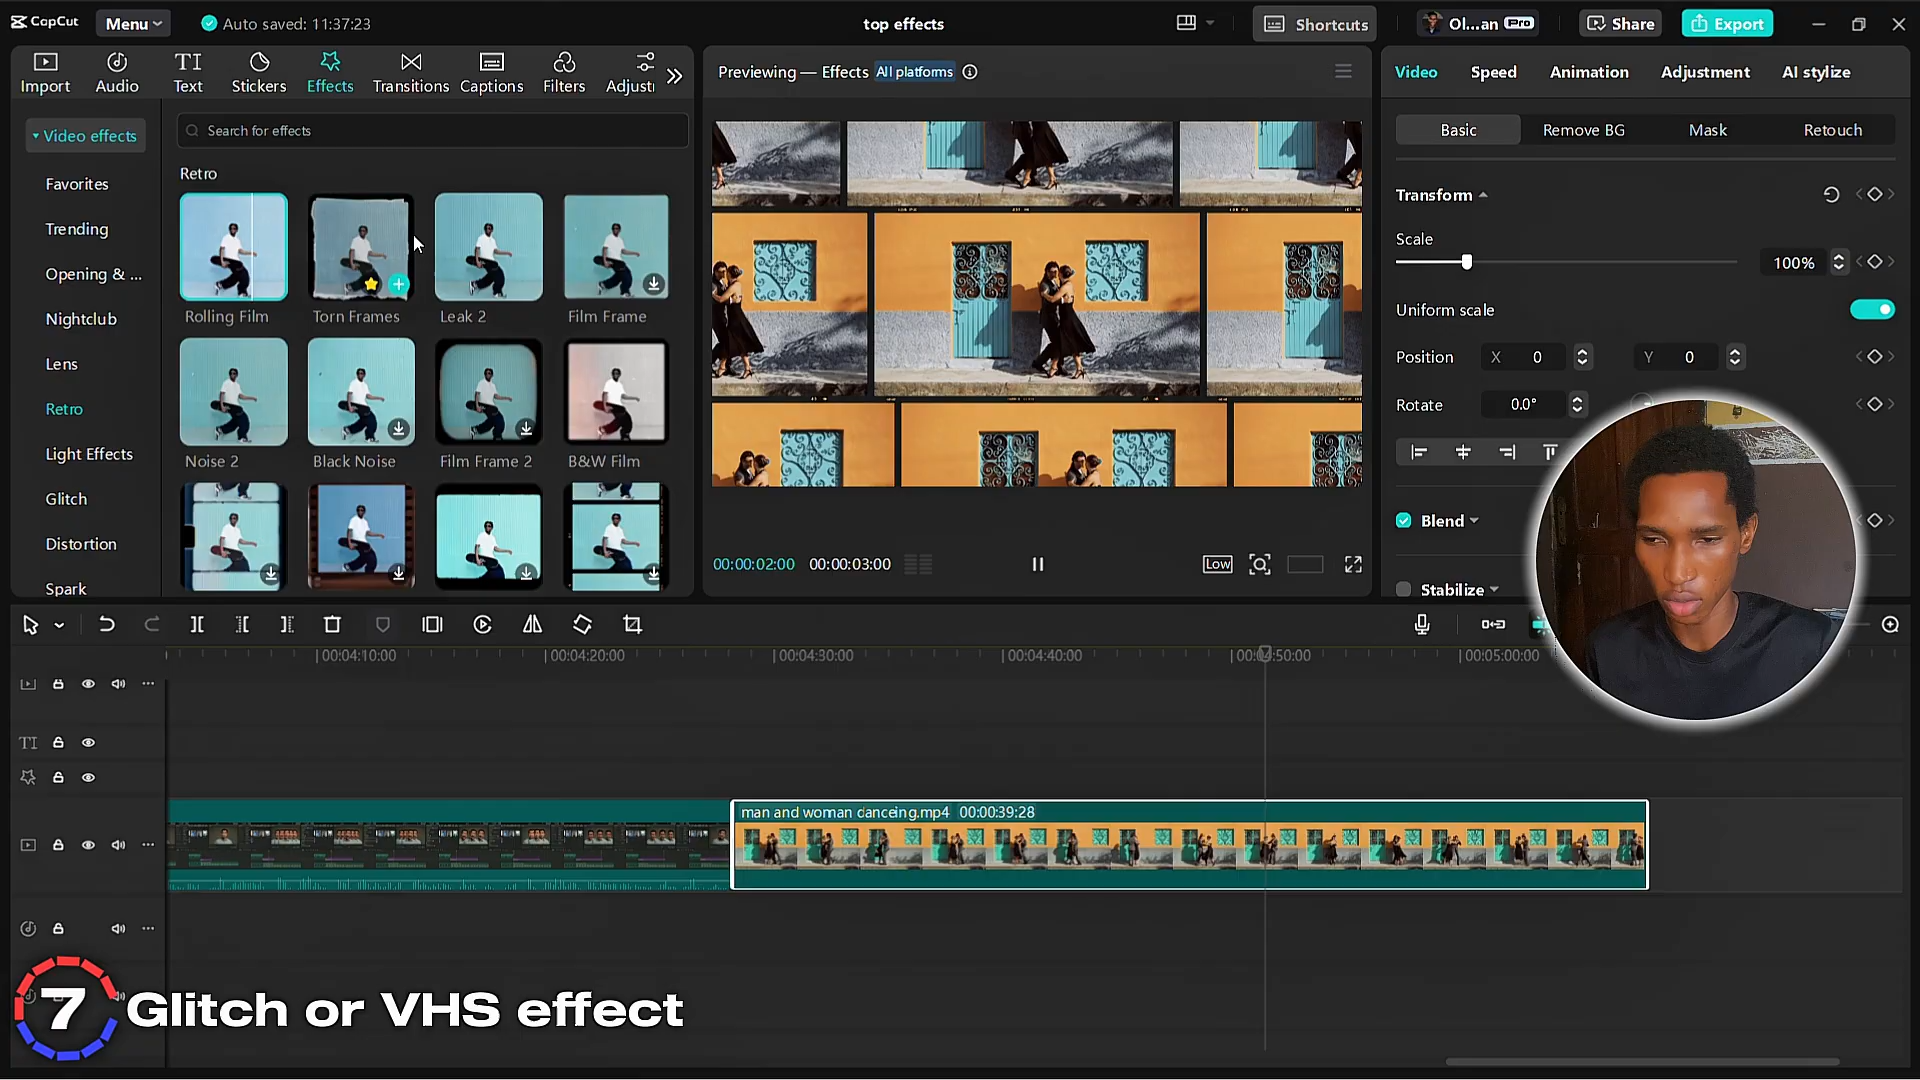 CapCut
Menu
Auto saved: 11:37:23
top effects
Shortcuts
Ol...an Pro
Share
Export
Import
Audio
TI
Text
Stickers
Effects
Transitions
Captions
Filters
Adjust
Previewing — Effects All platforms
Video
Speed
Animation
Adjustment
AI stylize
Video effects
Search for effects
Basic
Remove BG
Mask
Retouch
Favorites
Trending
Opening & ...
Nightclub
Lens
Retro
Light Effects
Glitch
Distortion
Spark
Retro
Rolling Film
Torn Frames
Leak 2
Film Frame
Noise 2
Black Noise
Film Frame 2
B&W Film
00:00:02:00 00:00:03:00
Low
Transform
Scale
100%
Uniform scale
Position X 0 Y 0
Rotate 0.0°
Blend
Stabilize
00:04:10:00
00:04:20:00
00:04:30:00
00:04:40:00
00:04:50:00
00:05:00:00
TI
man and woman danceing.mp4 00:00:39:28
7 Glitch or VHS effect